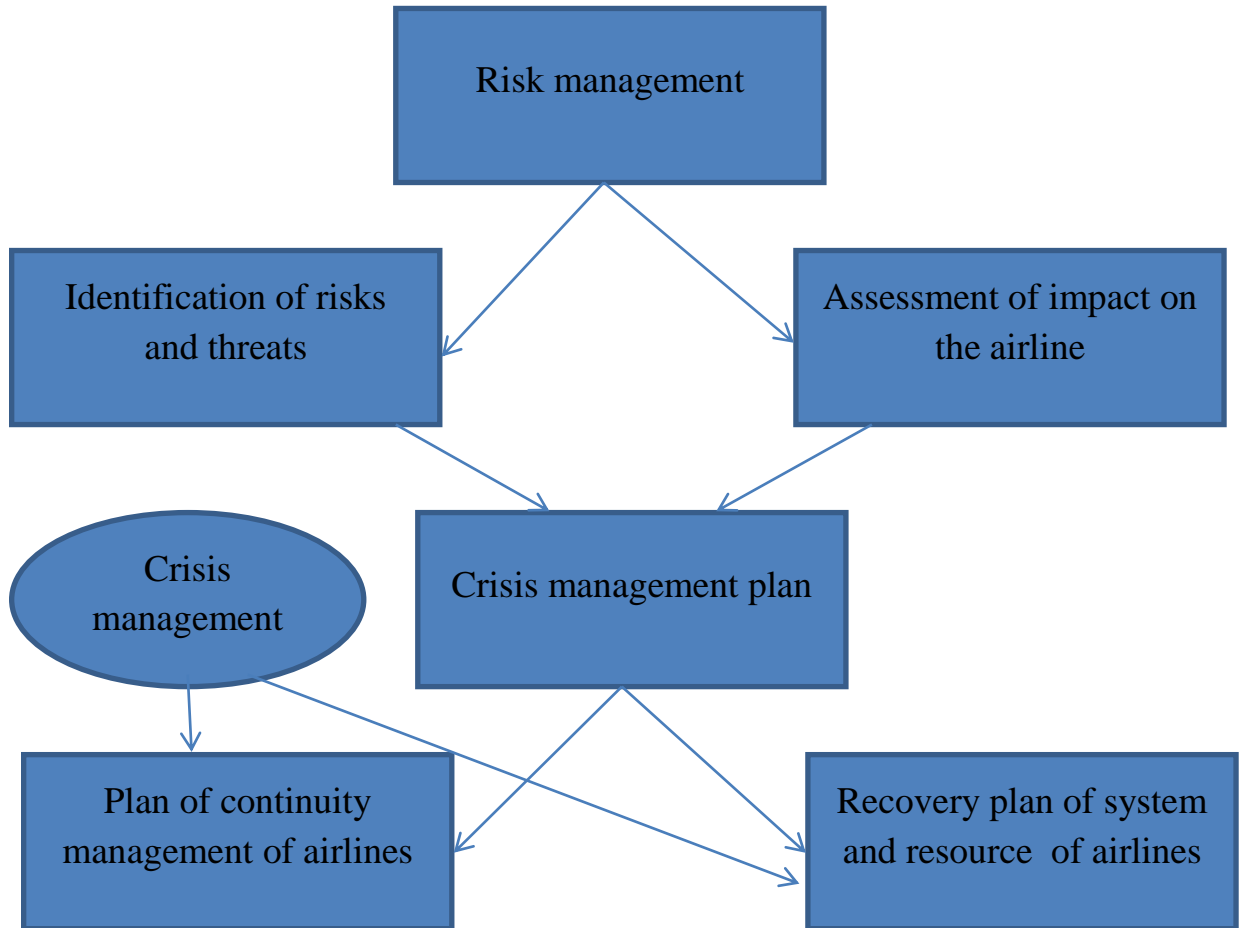 Risk management
Identification of risks
and threats
Assessment of impact on
the airline
Crisis
management
Crisis management plan
Plan of continuity
management of airlines
Recovery plan of system
and resource  of airlines